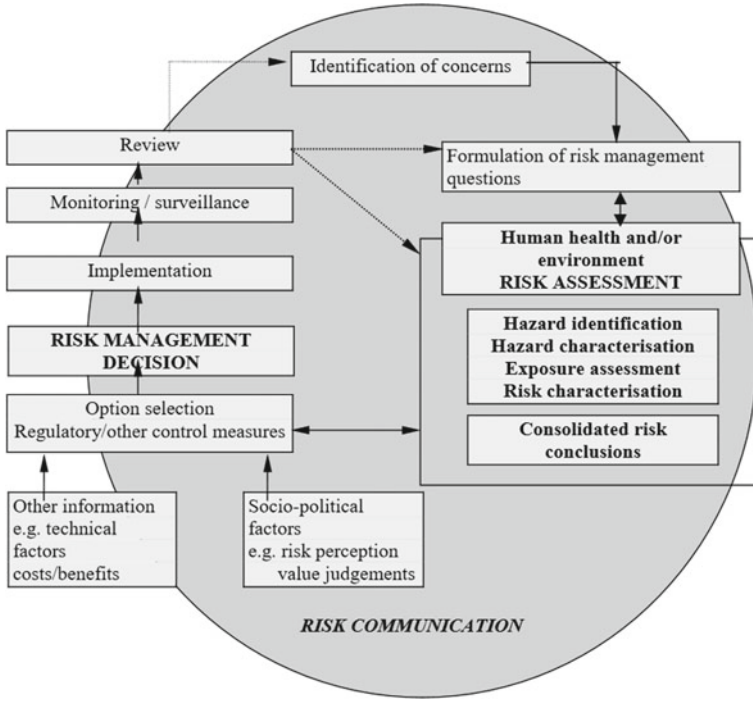 Identification of concerns
Review
Formulation of risk management
questions
Monitoring / surveillance
Human health and/or
environment
RISK ASSESSMENT
Implementation
Hazard identification
Hazard characterisation
Exposure assessment
Risk characterisation
RISK MANAGEMENT
DECISION
Option selection
Regulatory/other control measures
Consolidated risk
conclusions
Other information
e.g. technical
factors
costs/benefits
Socio-political
factors
e.g. risk perception
value judgements
RISK COMMUNICATION